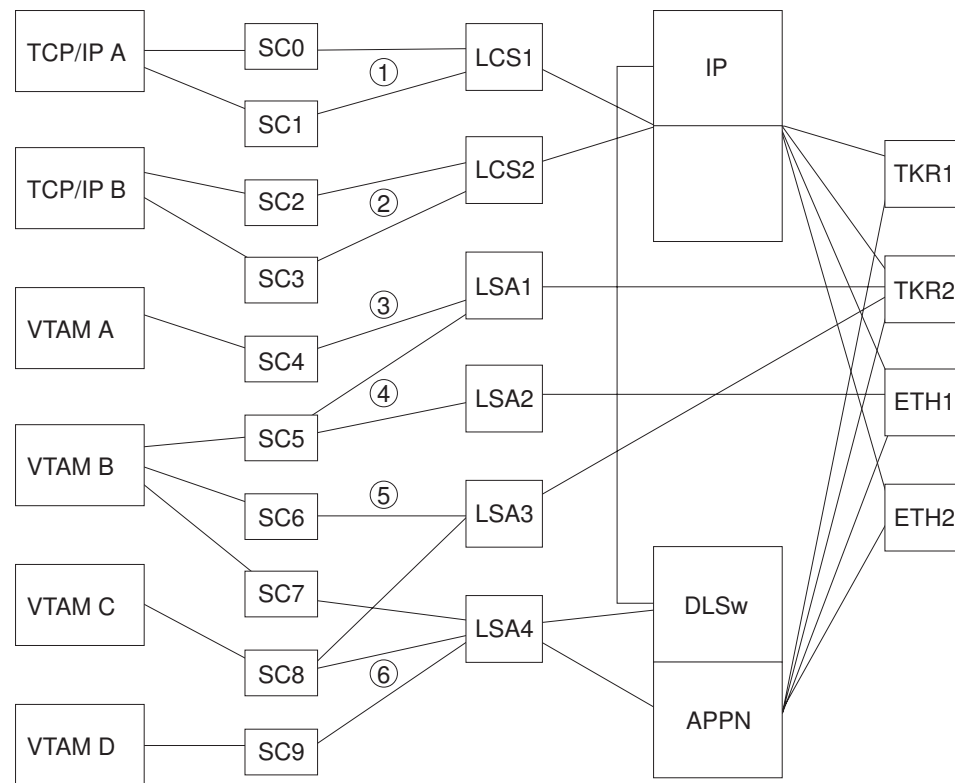 TCP/IP A
TCP/IP B
VTAM A
VTAM B
VTAM C
VTAM D
SC0
SC1
SC2
SC3
SC4
SC5
SC6
SC7
SC8
SC9
1
2
3
4
5
6
LCS1
LCS2
LSA1
LSA2
LSA3
LSA4
IP
DLSw
APPN
TKR1
TKR2
ETH1
ETH2